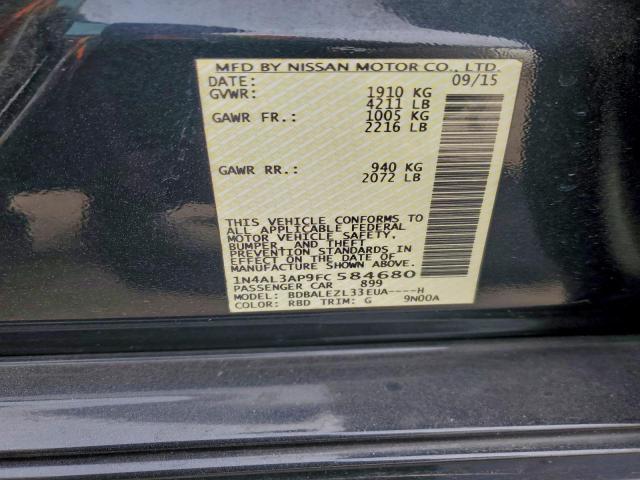 MFD BY NISSAN MOTOR CO., LTD.
DATE: 09/15
GVWR: 1910 KG
4211 LB
GAWR FR.: 1005 KG
2216 LB
GAWR RR.: 940 KG
2072 LB
THIS VEHICLE CONFORMS TO
ALL APPLICABLE FEDERAL
MOTOR VEHICLE SAFETY,
BUMPER, AND THEFT
PREVENTION STANDARDS IN
EFFECT ON THE DATE OF
MANUFACTURE SHOWN ABOVE.
1N4AL3AP9FC584680
PASSENGER CAR 899
MODEL: BDBALEZL33EUA----H
COLOR: RBD TRIM: G 9N00A